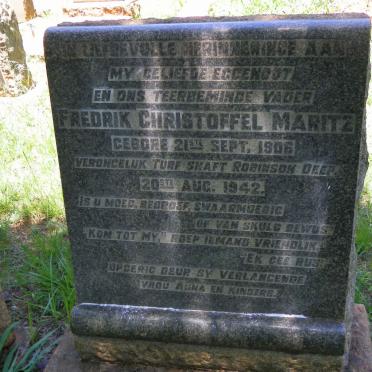 IN LIEFDEVOLLE HERINNERINGE AAN
MY GELIEFDE EGGENOOT
EN ONS TEERBEMINDE VADER
FREDRIK CHRISTOFFEL MARITZ
GEBORE 21STE SEPT. 1906
VERONGELUK TURF SHAFT ROBINSON DEEP
20STE AUG. 1942.
IS U MOEG, BEDROEF, SWAARMOEDIG
OF VAN SKULD BEWUS
"KOM TOT MY," ROEP IEMAND VRIENDLIK
"EK GEE RUS"
OPGERIG DEUR SY VERLANGENDE
VROU ANNA EN KINDERS.